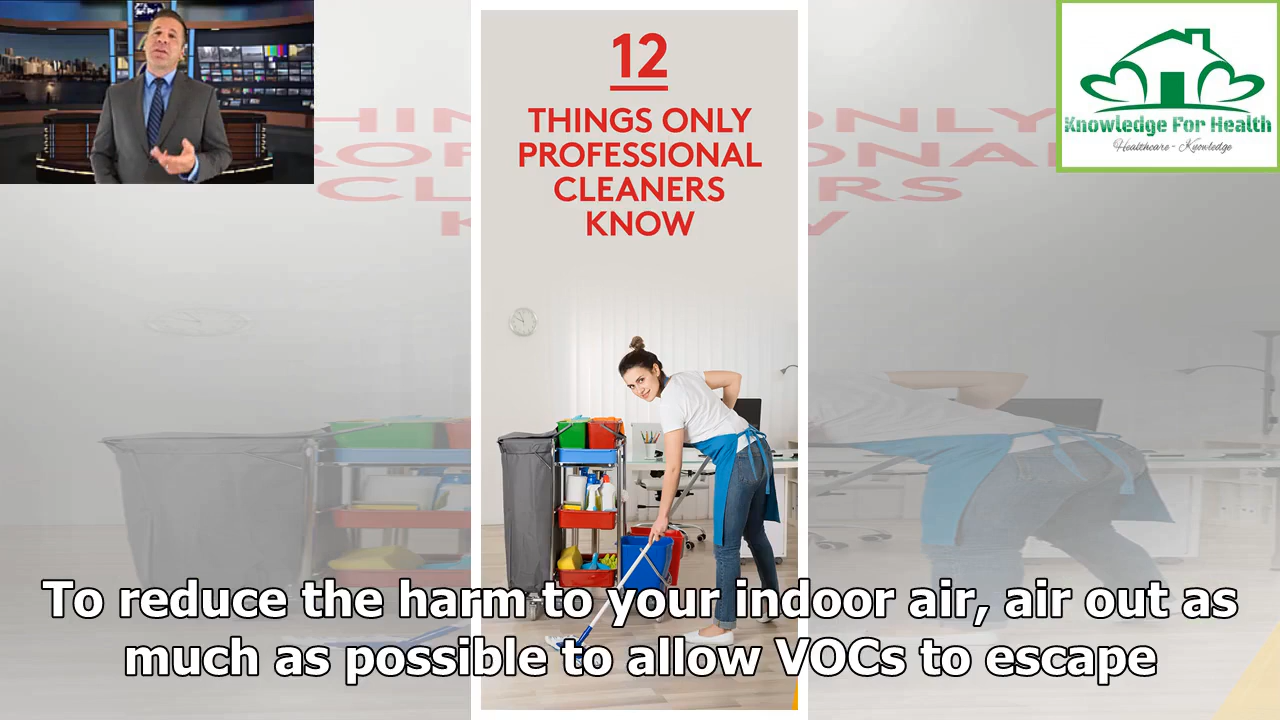 12
THINGS ONLY
PROFESSIONAL
CLEANERS
KNOW
Knowledge For Health
Healthcare - Knowledge
To reduce the harm to your indoor air, air out as
much as possible to allow VOCs to escape